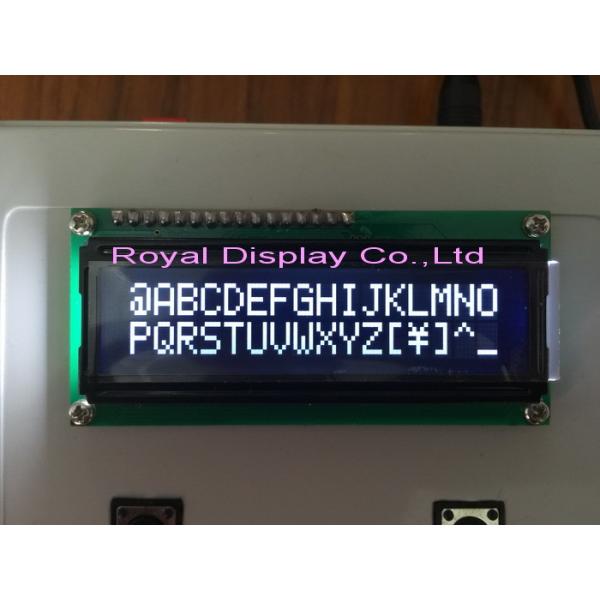 Royal Display Co.,Ltd
@ABCDEFGHIJKLMNO
PQRSTUVWXYZ[¥]^_